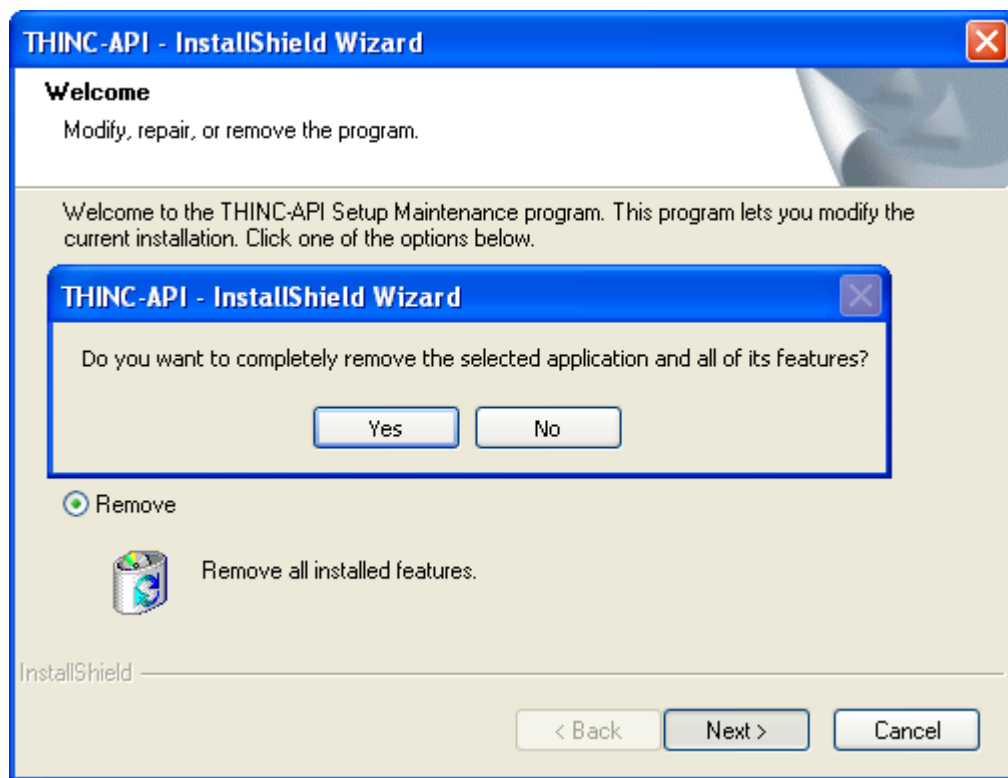 THINC-API - InstallShield Wizard
Welcome
Modify, repair, or remove the program.
Welcome to the THINC-API Setup Maintenance program. This program lets you modify the
current installation. Click one of the options below.
THINC-API - InstallShield Wizard
Do you want to completely remove the selected application and all of its features?
Yes No
Remove
Remove all installed features.
InstallShield
< Back Next > Cancel